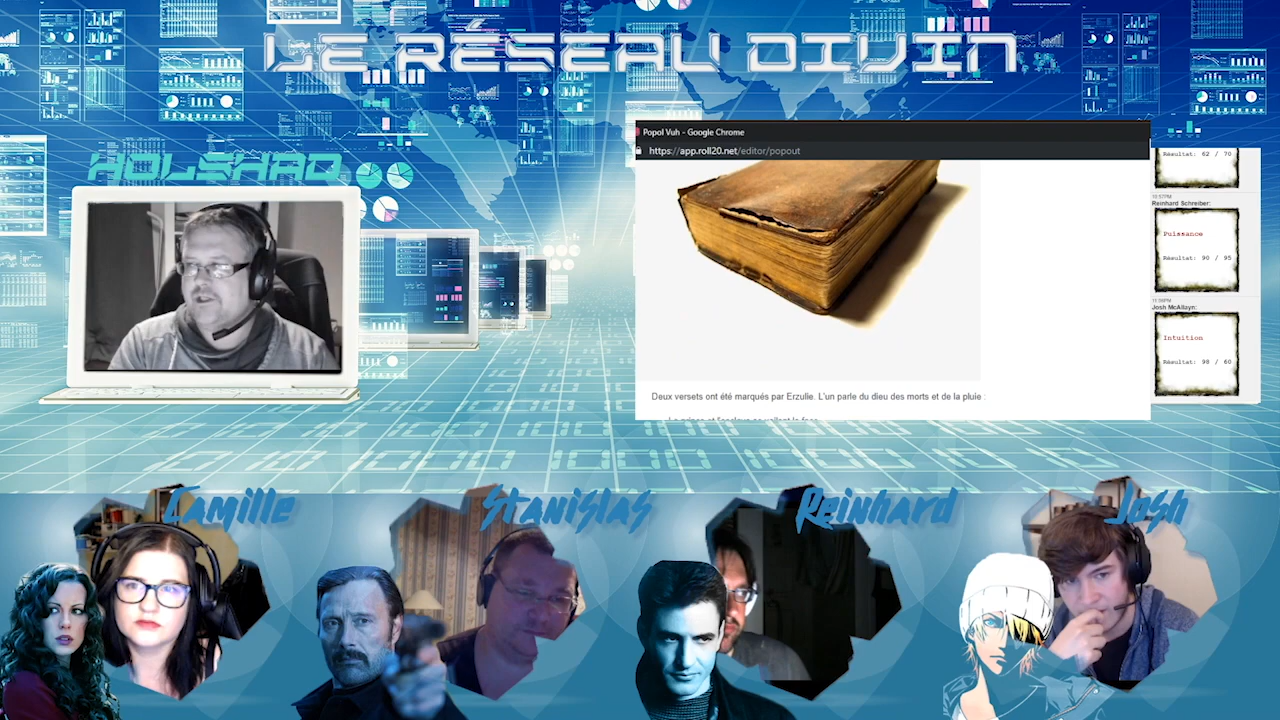 LE RÉSEAU DIVIN
HOLSHAD
Popol Vuh - Google Chrome
https://app.roll20.net/editor/popout
Deux versets ont été marqués par Erzulie. L'un parle du dieu des morts et de la pluie :
Résultat: 62 / 70
10:57PM
Reinhard Schreiber:
Puissance
Résultat: 90 / 95
Josh McAllayn:
Intuition
Résultat: 98 / 60
Camille
Stanislas
Reinhard
Josh